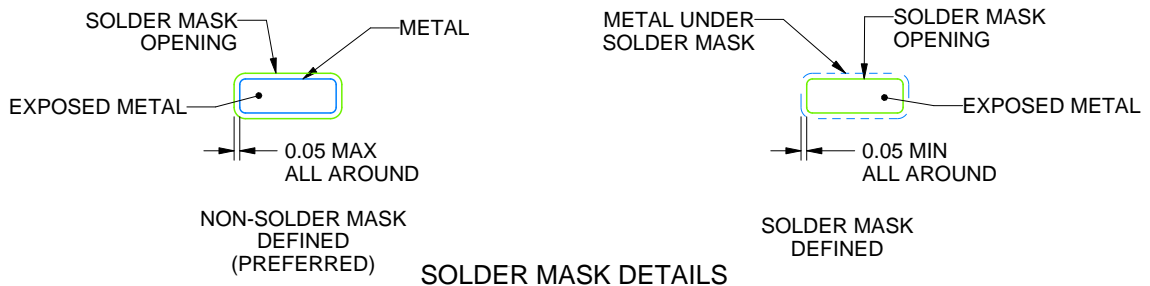 SOLDER MASK
OPENING
METAL
EXPOSED METAL
0.05 MAX
ALL AROUND
NON-SOLDER MASK
DEFINED
(PREFERRED)
METAL UNDER
SOLDER MASK
SOLDER MASK
OPENING
EXPOSED METAL
0.05 MIN
ALL AROUND
SOLDER MASK
DEFINED
SOLDER MASK DETAILS